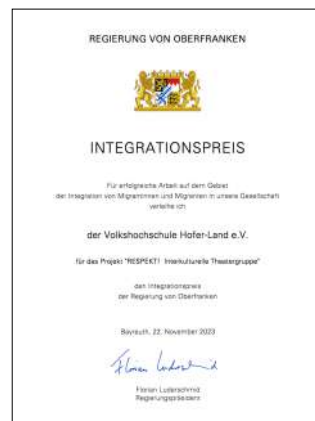 REGIERUNG VON OBERFRANKEN
INTEGRATIONSPREIS
Für erfolgreiche Arbeit auf dem Gebiet
der Integration von Migrantinnen und Migranten in unsere Gesellschaft
verleihe ich
der Volkshochschule Hofer-Land e.V.
für das Projekt "RESPEKT! Interkulturelle Theatergruppe"
den Integrationspreis
der Regierung von Oberfranken
Bayreuth, 22. November 2023
Florian Luderschmid
Florian Luderschmid
Regierungspräsident